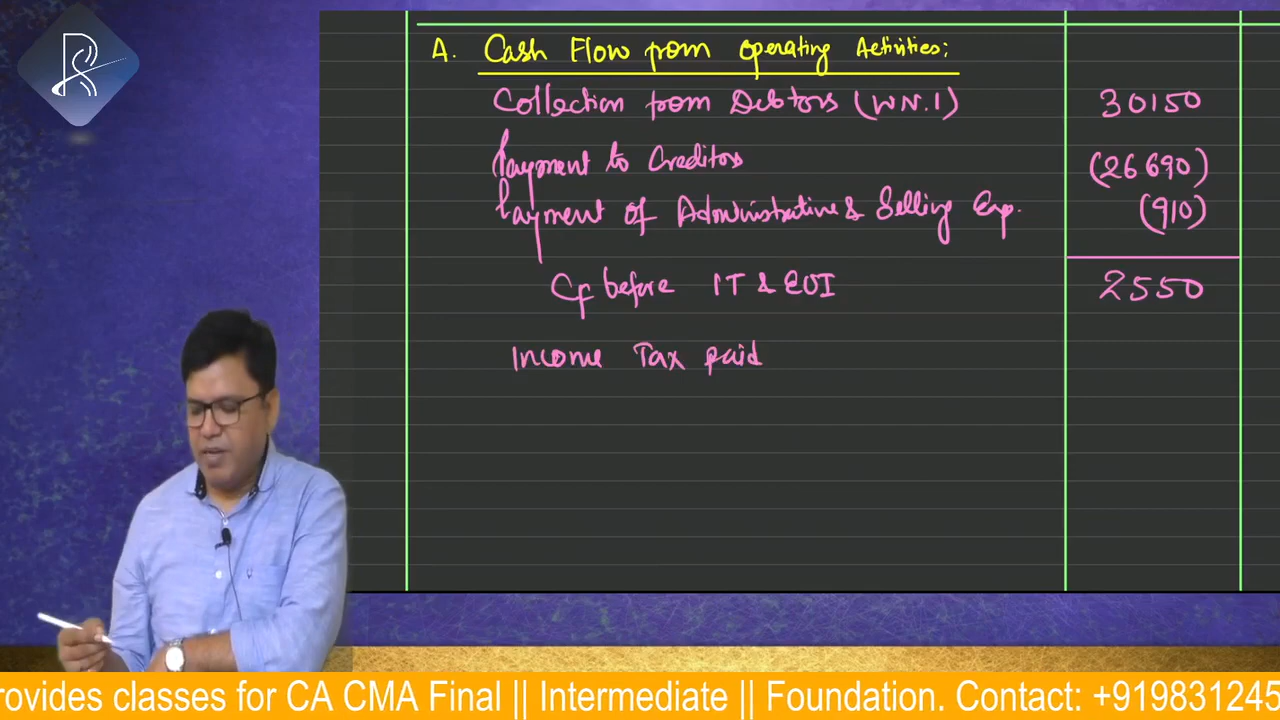 A. Cash Flow from operating Activities:
Collection from Debtors (WN.1) 30150
Payment to Creditors (26690)
Payment of Administrative & Selling Exp. (910)
Cf before IT & EOI 2550
Income Tax paid
rovides classes for CA CMA Final || Intermediate || Foundation. Contact: +919831245